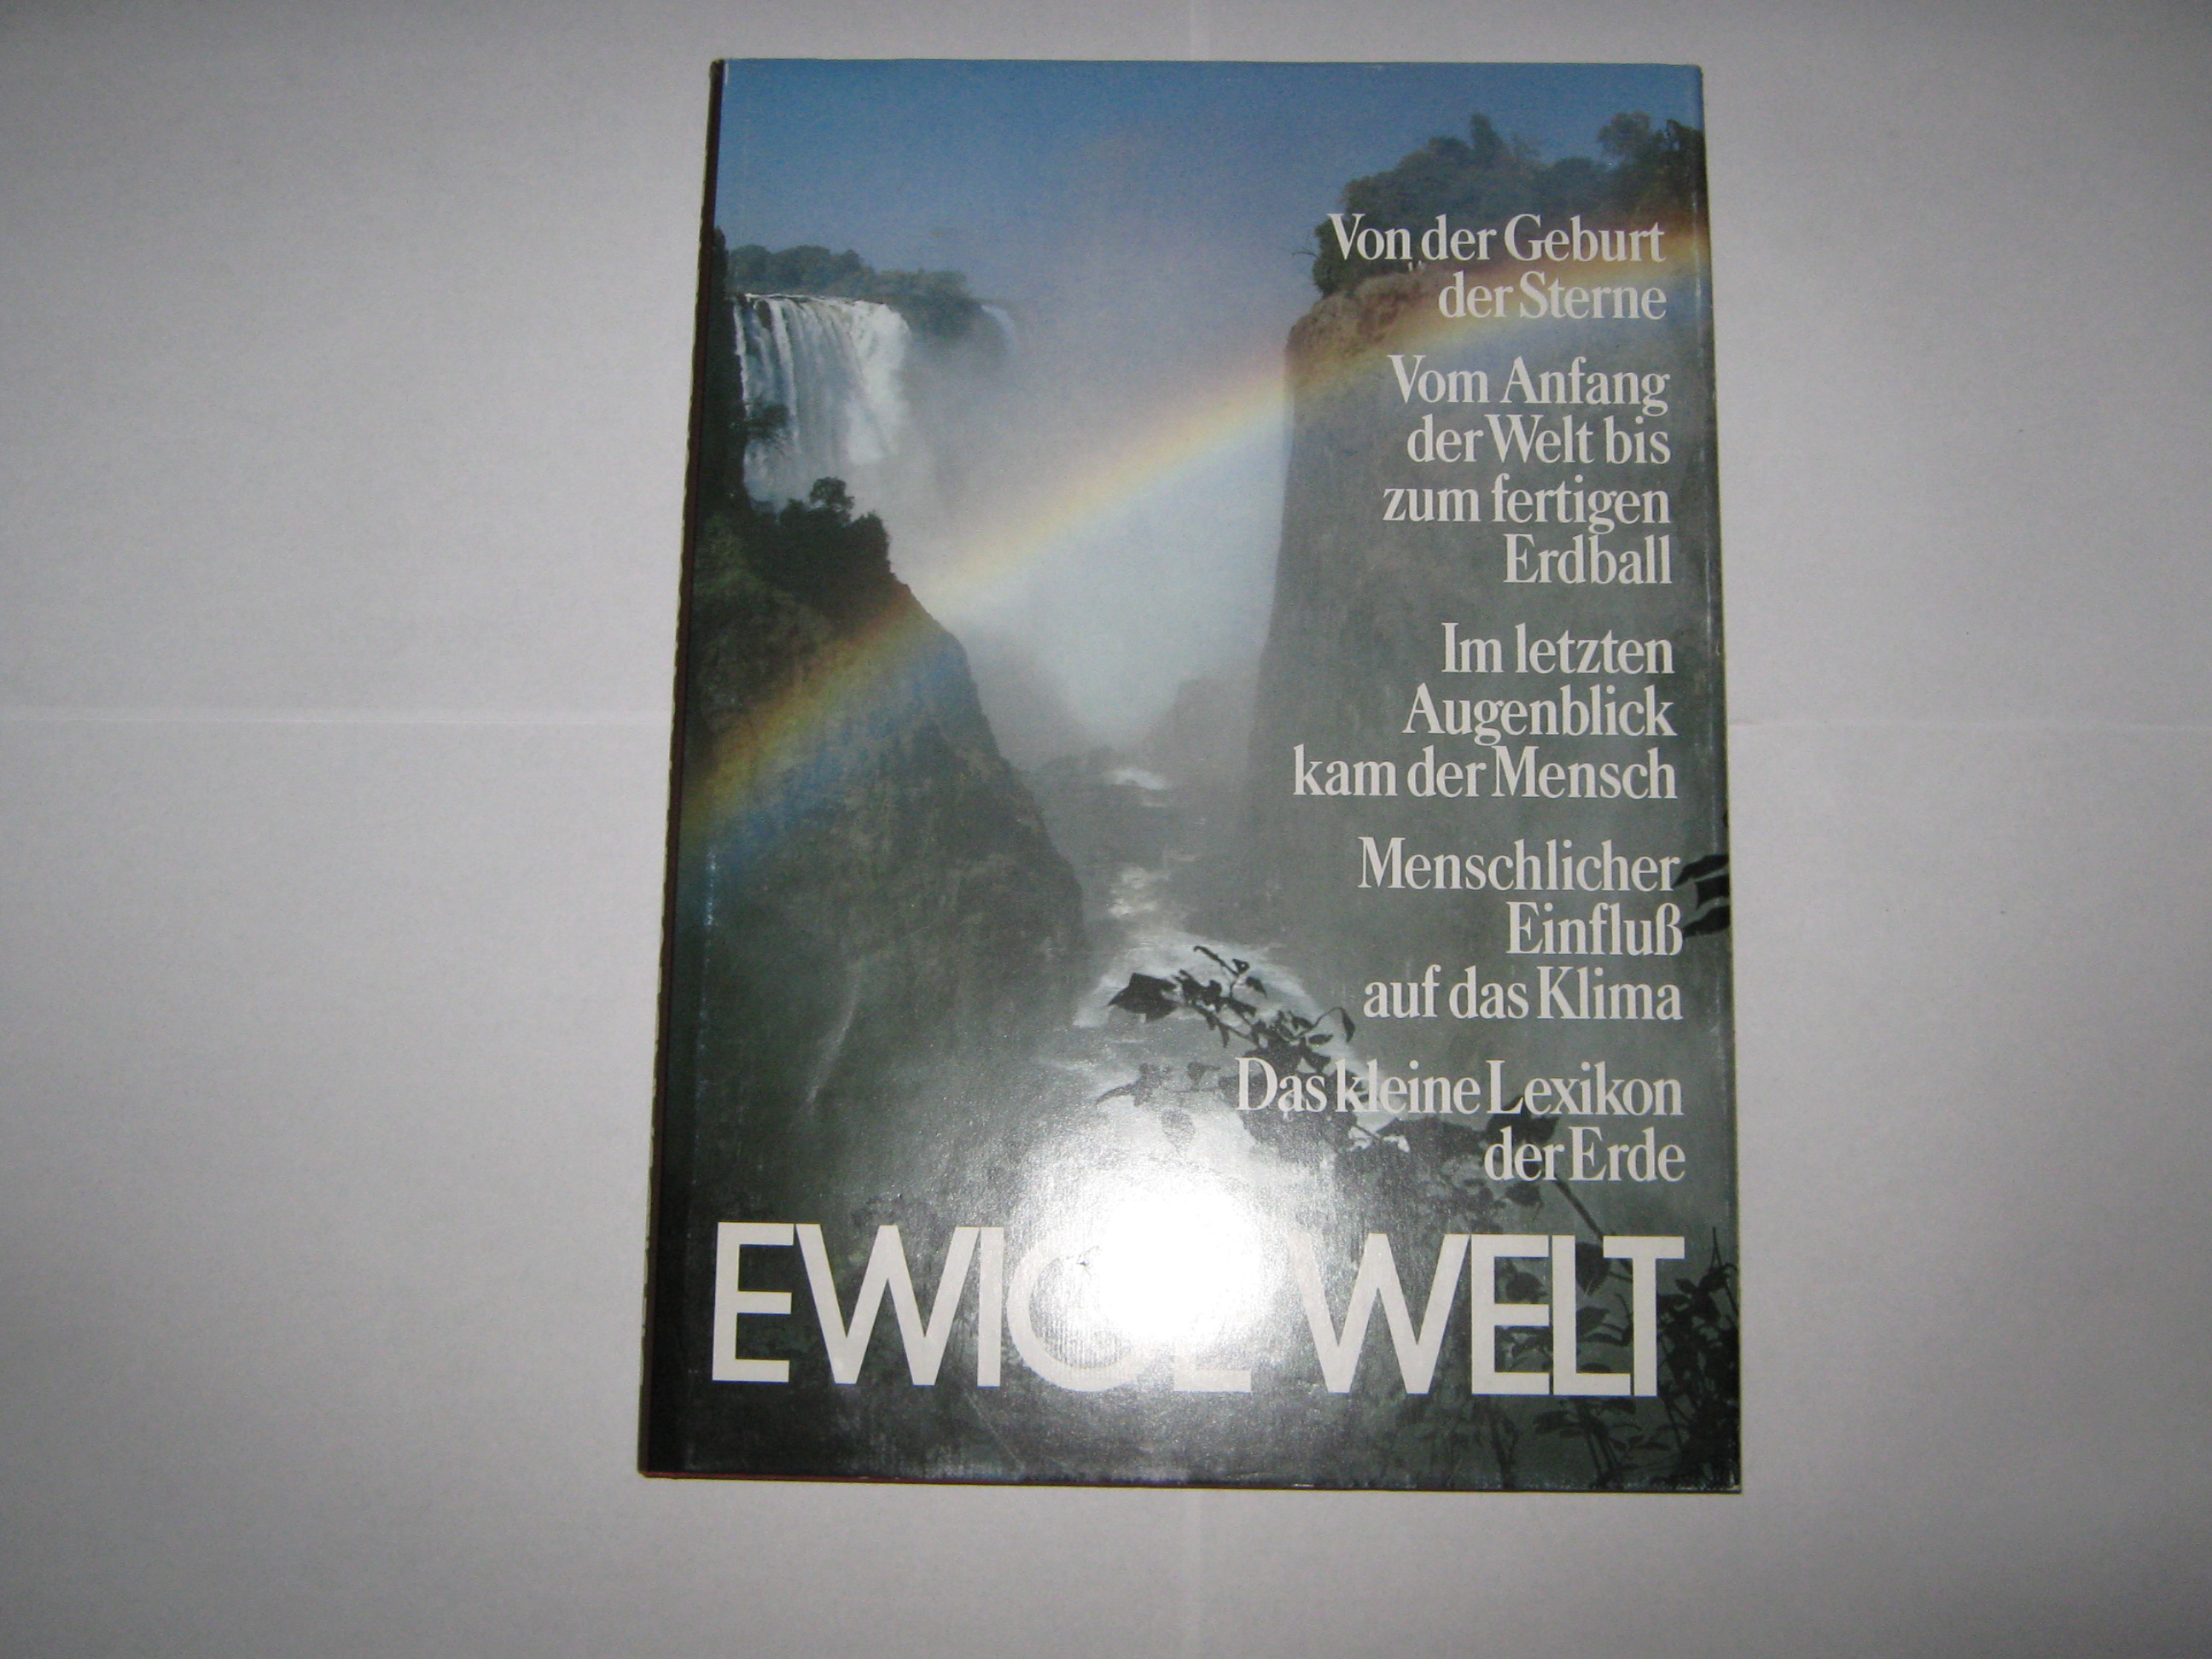 Von der Geburt
der Sterne
Vom Anfang
der Welt bis
zum fertigen
Erdball
Im letzten
Augenblick
kam der Mensch
Menschlicher
Einfluß
auf das Klima
Das kleine Lexikon
der Erde
EWIGE WELT